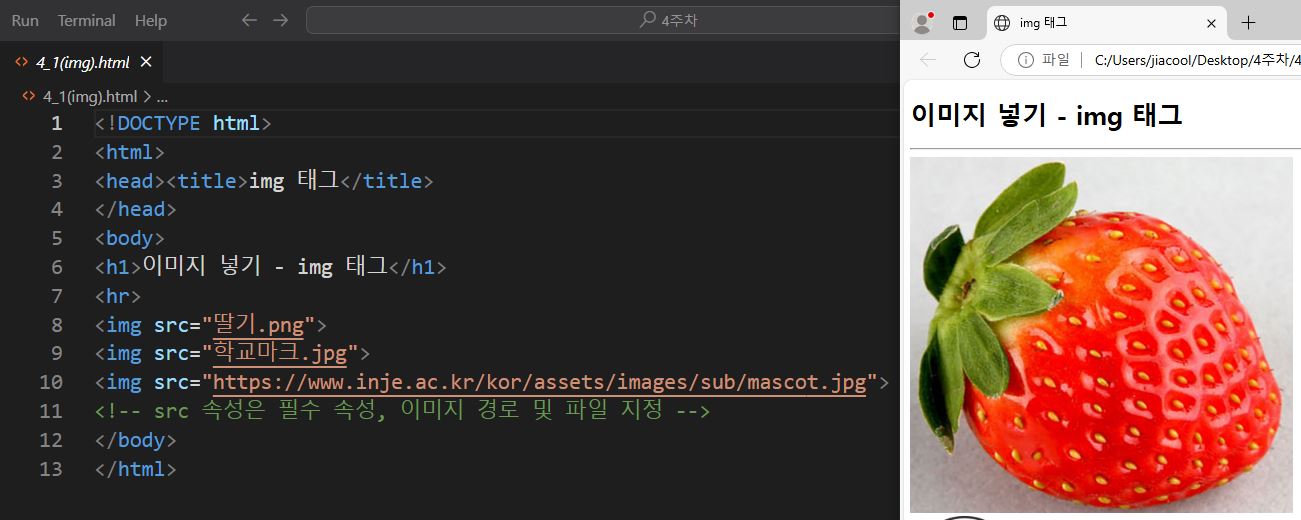 Run Terminal Help
4주차
4_1(img).html
4_1(img).html > ...
1 <!DOCTYPE html>
2 <html>
3 <head><title>img 태그</title>
4 </head>
5 <body>
6 <h1>이미지 넣기 - img 태그</h1>
7 <hr>
8 <img src="딸기.png">
9 <img src="학교마크.jpg">
10 <img src="https://www.inje.ac.kr/kor/assets/images/sub/mascot.jpg">
11 <!-- src 속성은 필수 속성, 이미지 경로 및 파일 지정 -->
12 </body>
13 </html>
img 태그
파일 C:/Users/jiacool/Desktop/4주차/4
이미지 넣기 - img 태그